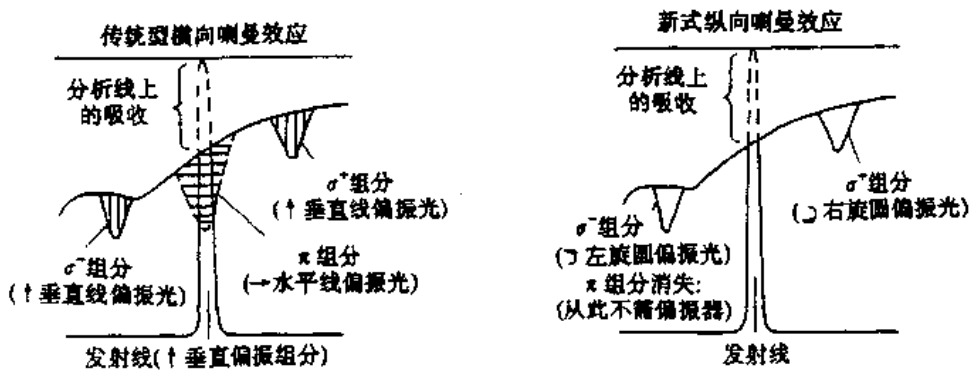 传统型横向喇曼效应
分析线上
的吸收
σ⁺组分
(↑垂直线偏振光)
π 组分
(→水平线偏振光)
σ⁻组分
(↑垂直线偏振光)
发射线(↑垂直偏振组分)
新式纵向喇曼效应
分析线上
的吸收
σ⁺组分
(右旋圆偏振光)
σ⁻组分
(左旋圆偏振光)
π 组分消失:
(从此不需偏振器)
发射线